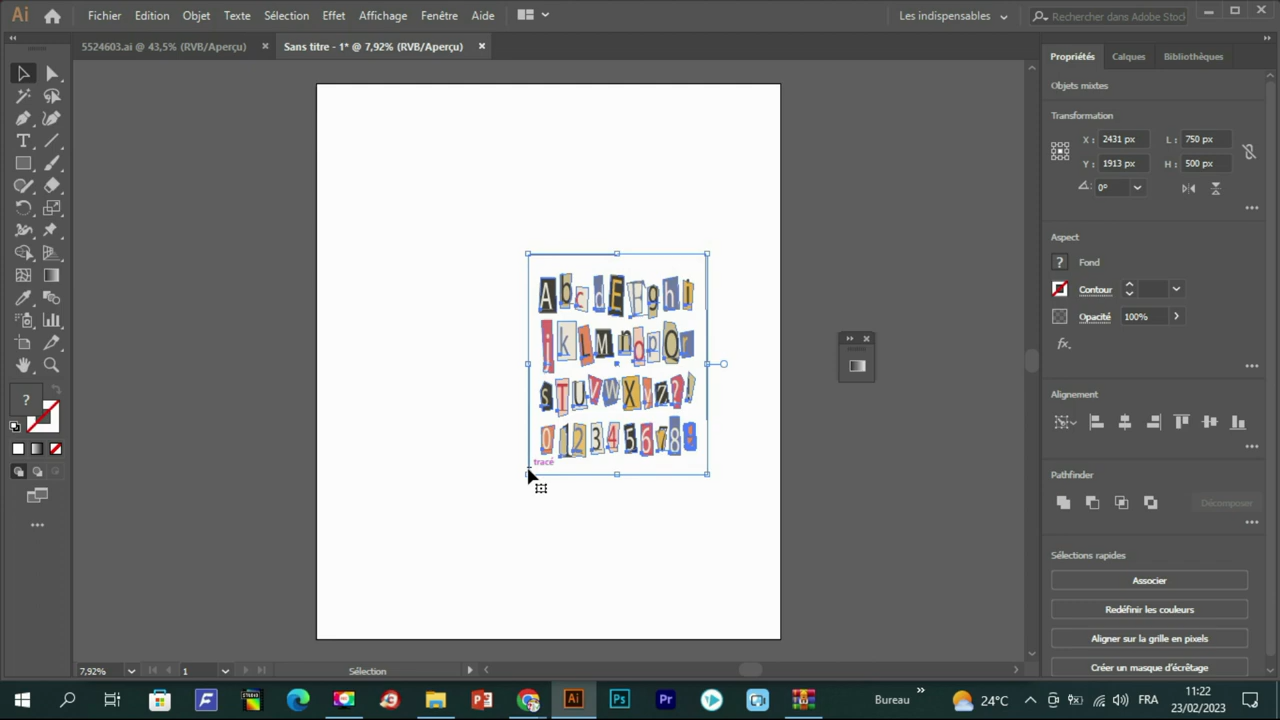 Ai Fichier Edition Objet Texte Sélection Effet Affichage Fenêtre Aide Les indispensables Rechercher dans Adobe Stock
5524603.ai @ 43,5% (RVB/Aperçu) × Sans titre - 1* @ 7,92% (RVB/Aperçu) ×
Propriétés Calques Bibliothèques
Objets mixtes
Transformation
X : 2431 px L : 750 px
Y : 1913 px H : 500 px
0°
Aspect
? Fond
Contour
Opacité 100%
fx.
Alignement
Pathfinder
Décomposer
Sélections rapides
Associer
Redéfinir les couleurs
Aligner sur la grille en pixels
Créer un masque d'écrêtage
A b c d E f g h i
j k L M n o p Q r
s T U V W X y z ? !
0 1 2 3 4 5 6 7 8 9
tracé
?
7,92% 1 Sélection
Ai Ps Pr Bureau 24°C FRA 11:22
23/02/2023